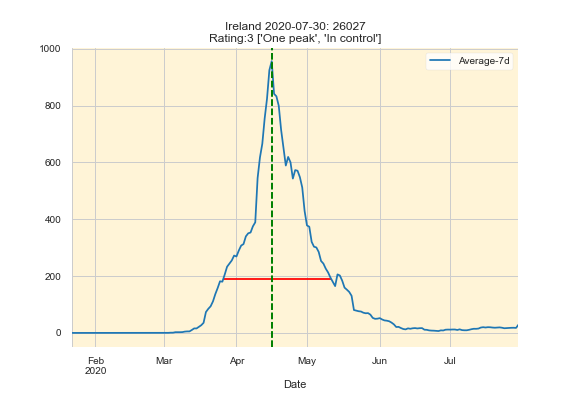 Ireland 2020-07-30: 26027
Rating:3 ['One peak', 'In control']
Average-7d
1000
800
600
400
200
0
Feb
2020
Mar
Apr
May
Jun
Jul
Date